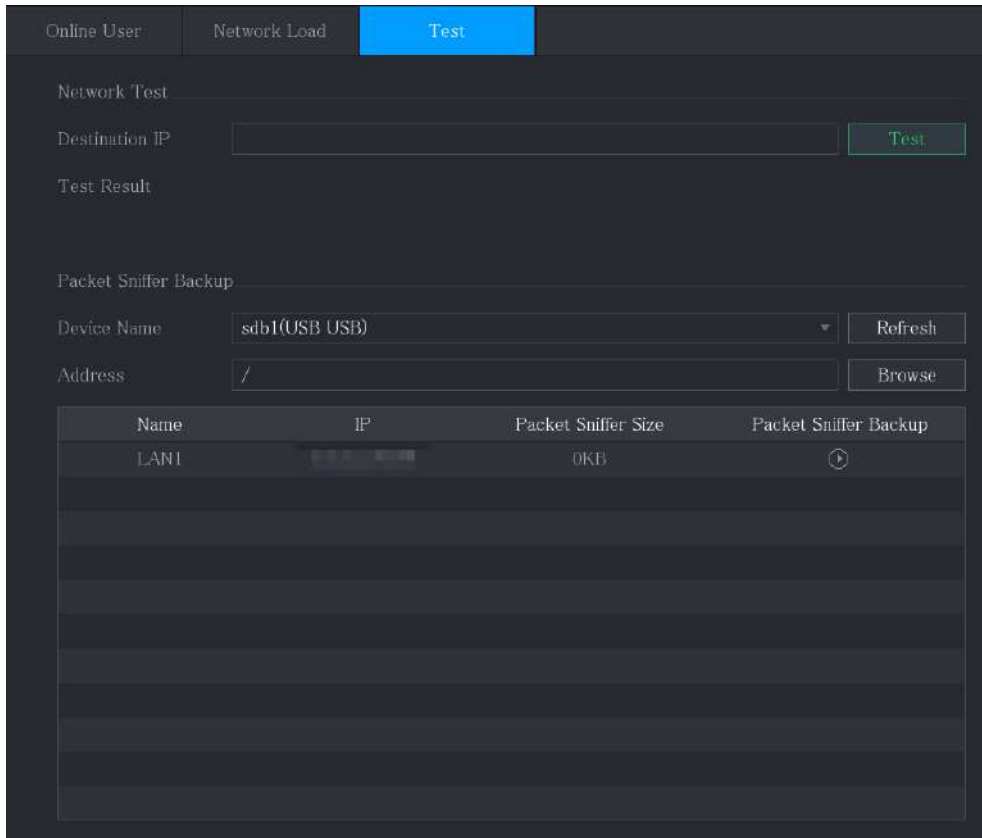 Online User Network Load Test
Network Test
Destination IP Test
Test Result
Packet Sniffer Backup
Device Name sdb1(USB USB) Refresh
Address / Browse
Name IP Packet Sniffer Size Packet Sniffer Backup
LAN1 0KB